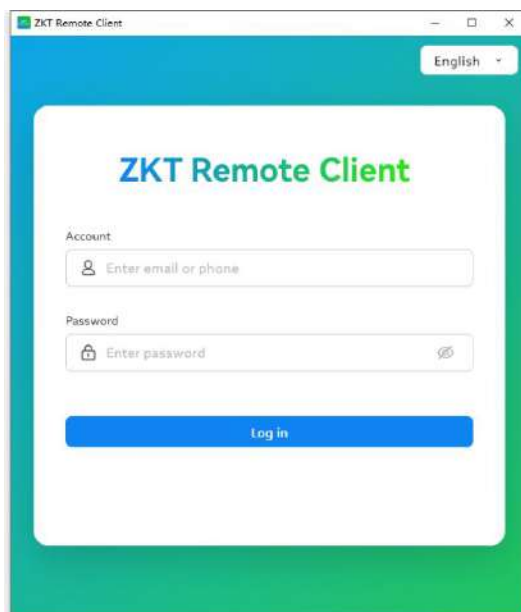 ZKT Remote Client
English
ZKT Remote Client
Account
Enter email or phone
Password
Enter password
Log in